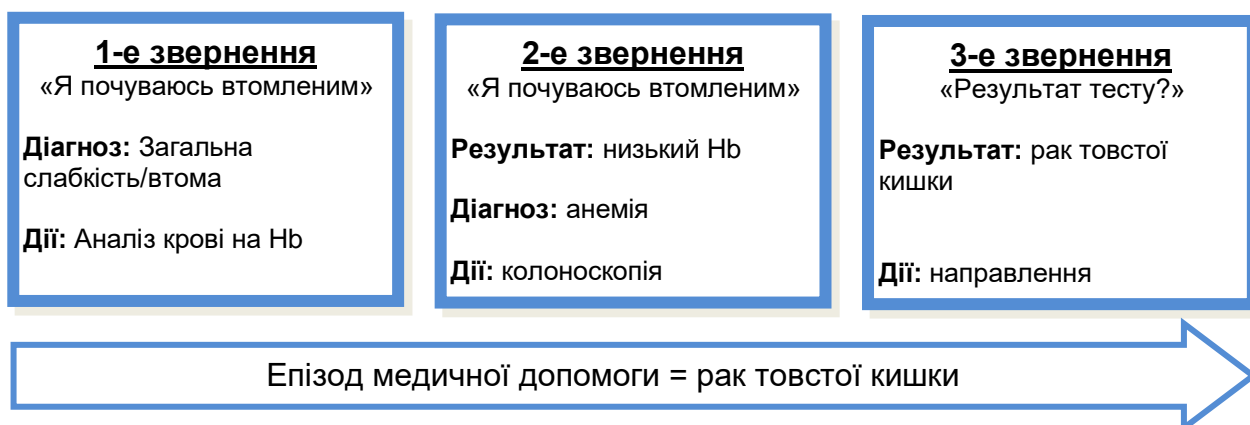 1-е звернення
«Я почуваюсь втомленим»
Діагноз: Загальна
слабкість/втома
Дії: Аналіз крові на Hb
2-е звернення
«Я почуваюсь втомленим»
Результат: низький Hb
Діагноз: анемія
Дії: колоноскопія
3-е звернення
«Результат тесту?»
Результат: рак товстої
кишки
Дії: направлення
Епізод медичної допомоги = рак товстої кишки